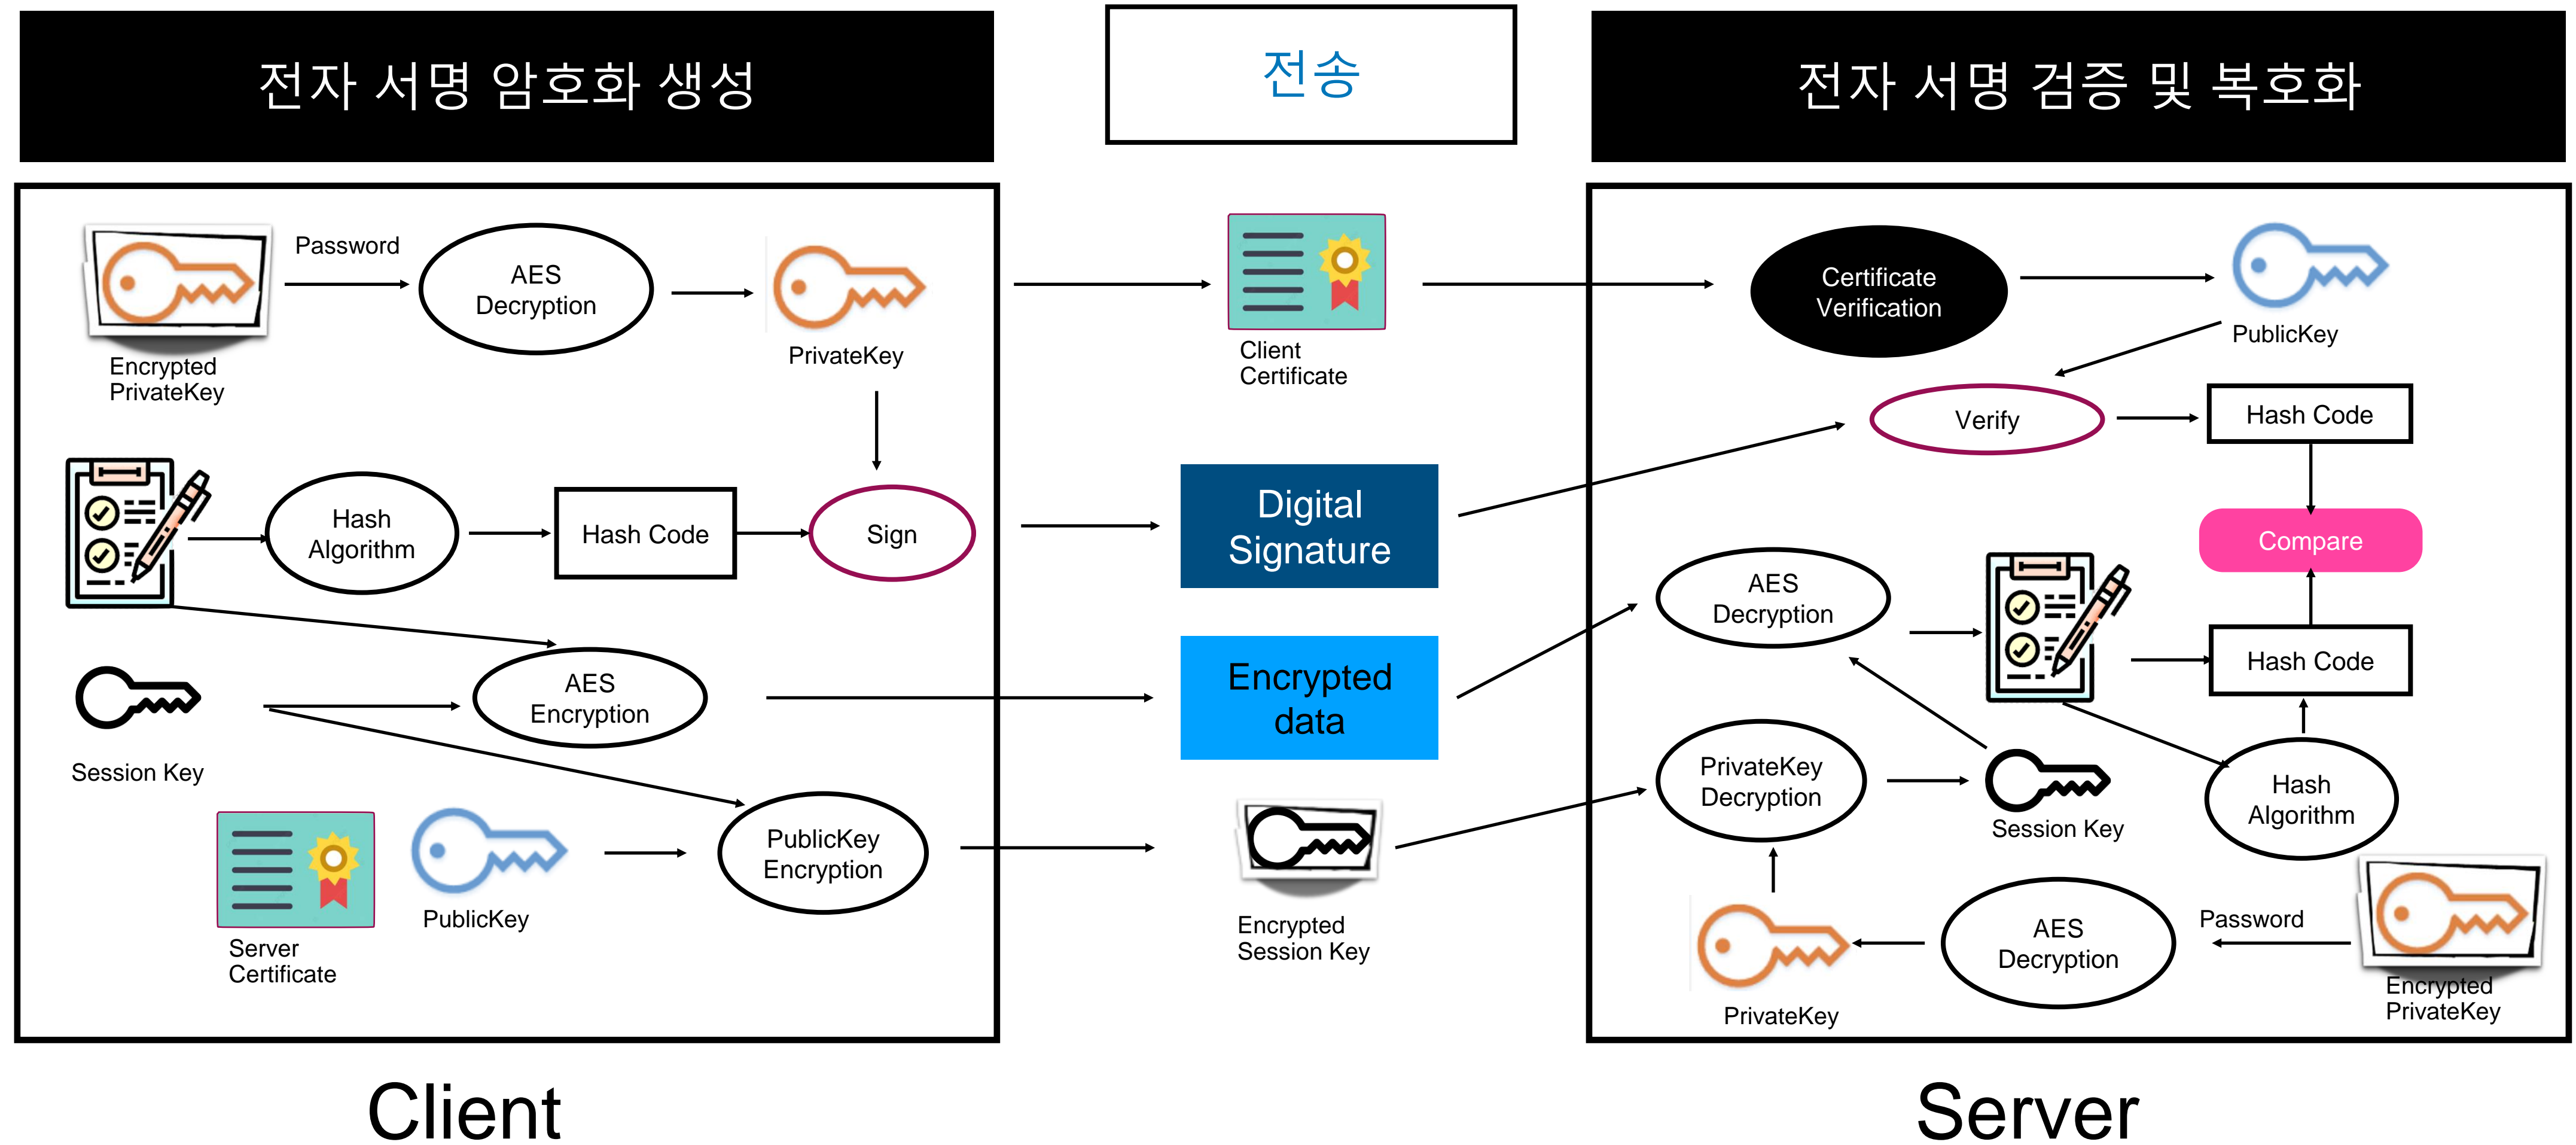 전자 서명 암호화 생성
전송
전자 서명 검증 및 복호화
Encrypted
PrivateKey
Password
AES
Decryption
PrivateKey
Hash
Algorithm
Hash Code
Sign
Session Key
AES
Encryption
Server
Certificate
PublicKey
PublicKey
Encryption
Client
Certificate
Digital
Signature
Encrypted
data
Encrypted
Session Key
Certificate
Verification
PublicKey
Verify
Hash Code
Compare
AES
Decryption
Hash Code
PrivateKey
Decryption
Session Key
Hash
Algorithm
PrivateKey
AES
Decryption
Password
Encrypted
PrivateKey
Client
Server